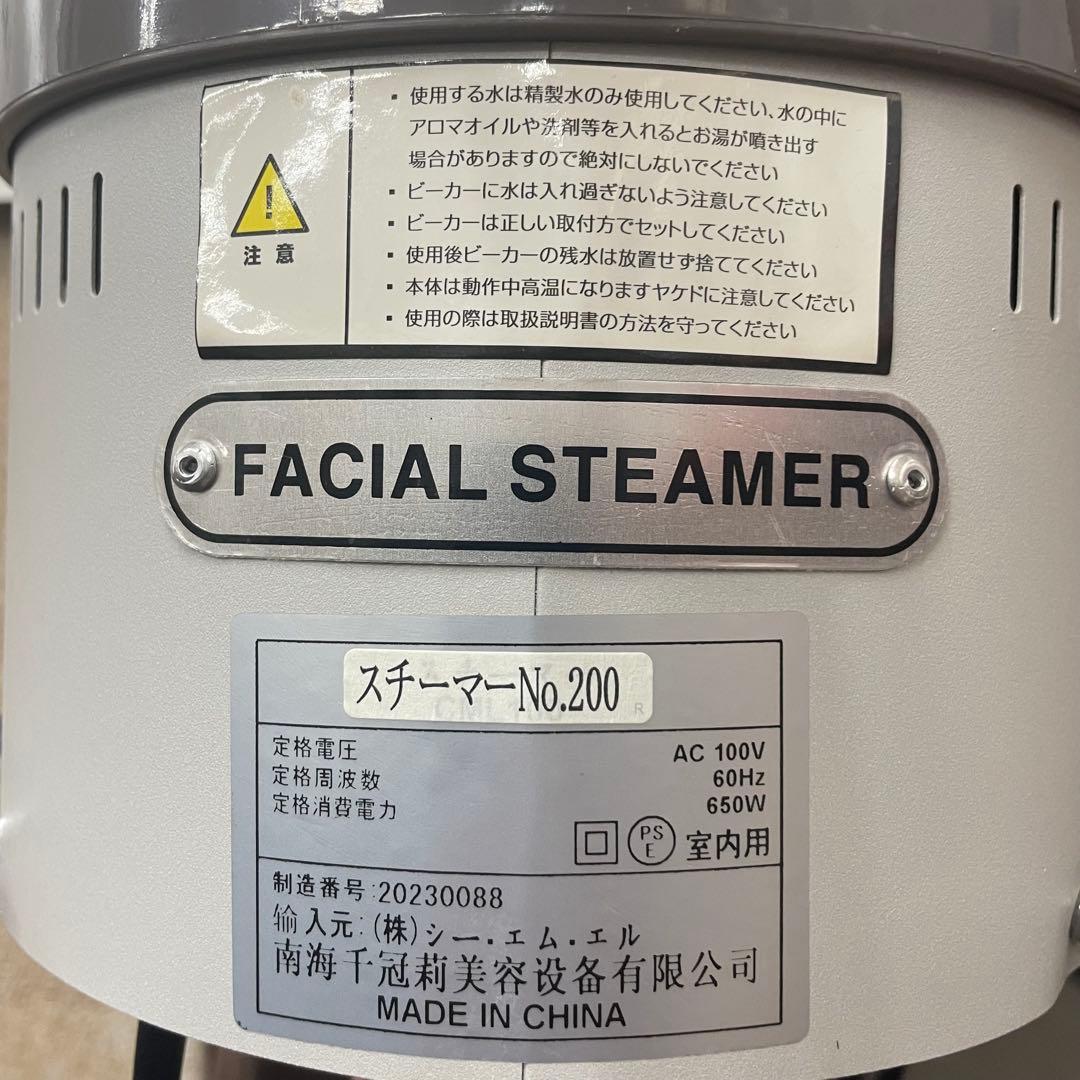 注意
・使用する水は精製水のみ使用してください、水の中に
アロマオイルや洗剤等を入れるとお湯が噴き出す
場合がありますので絶対にしないでください
▪ ビーカーに水は入れ過ぎないよう注意してください
▪ ビーカーは正しい取付方でセットしてください
▪ 使用後ビーカーの残水は放置せず捨ててください
▪ 本体は動作中高温になりますヤケドに注意してください
▪ 使用の際は取扱説明書の方法を守ってください
FACIAL STEAMER
スチーマーNo.200
定格電圧 AC 100V
定格周波数 60Hz
定格消費電力 650W
PS E 室内用
制造番号:20230088
输入元:(株)シー.エム.エル
南海千冠莉美容设备有限公司
MADE IN CHINA